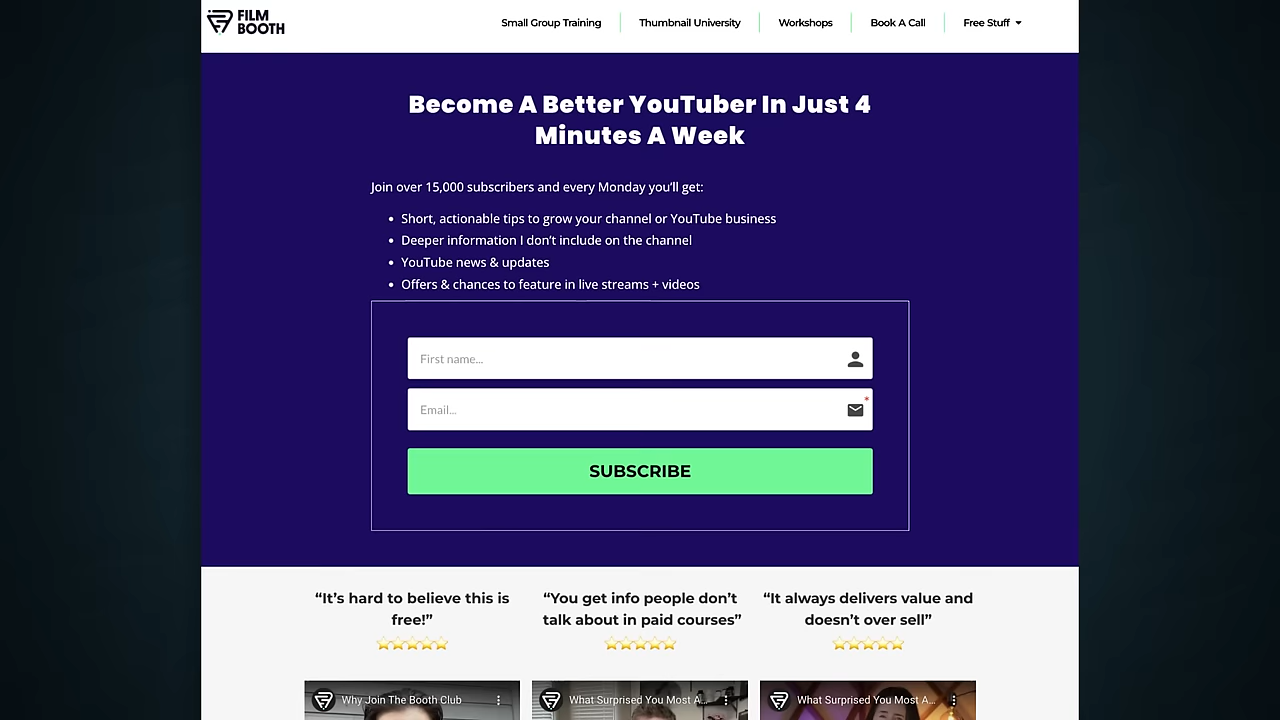 FILM
BOOTH
Small Group Training
Thumbnail University
Workshops
Book A Call
Free Stuff
Become A Better YouTuber In Just 4
Minutes A Week
Join over 15,000 subscribers and every Monday you’ll get:
• Short, actionable tips to grow your channel or YouTube business
• Deeper information I don’t include on the channel
• YouTube news & updates
• Offers & chances to feature in live streams + videos
First name...
Email...
*
SUBSCRIBE
“It’s hard to believe this is
free!”
“You get info people don’t
talk about in paid courses”
“It always delivers value and
doesn’t over sell”
Why Join The Booth Club
What Surprised You Most A...
What Surprised You Most A...